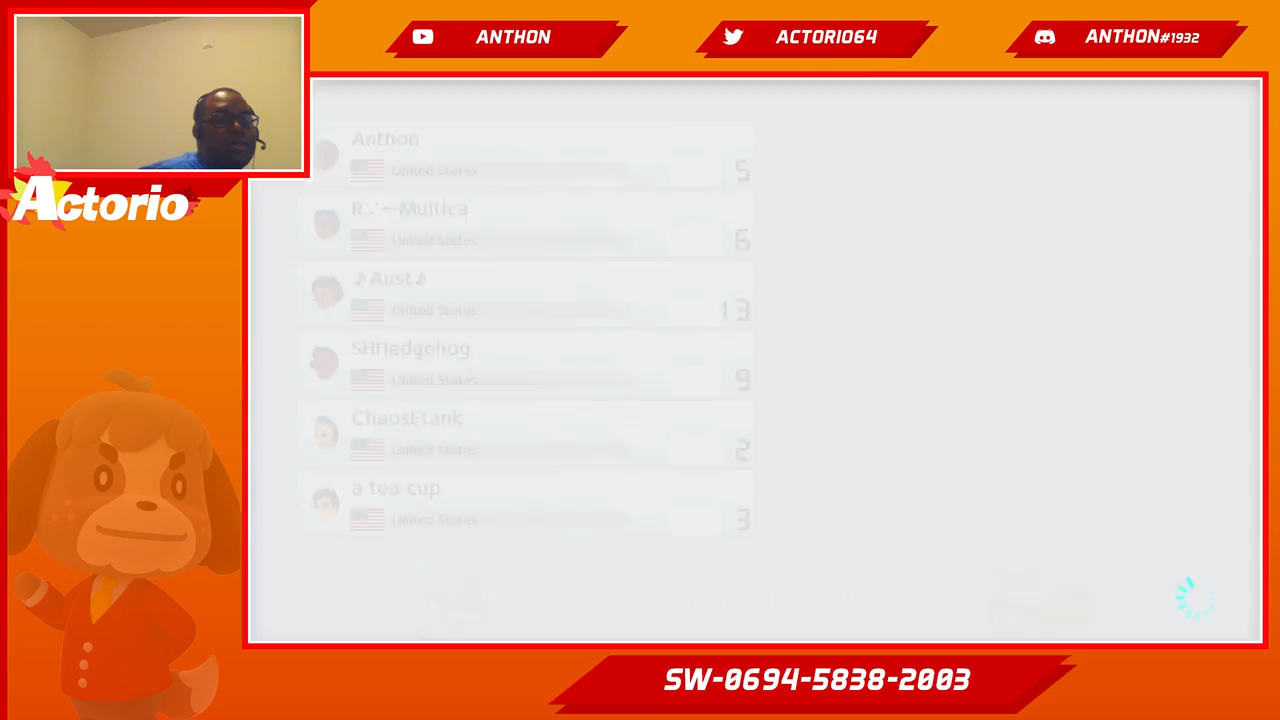 ANTHON
ACTORIO64
ANTHON#1932
Actorio
Anthon
United States
5
United States
6
♪Aust♪
United States
13
SHHedgehog
United States
9
ChaosEtank
United States
2
a tea cup
United States
3
SW-0694-5838-2003